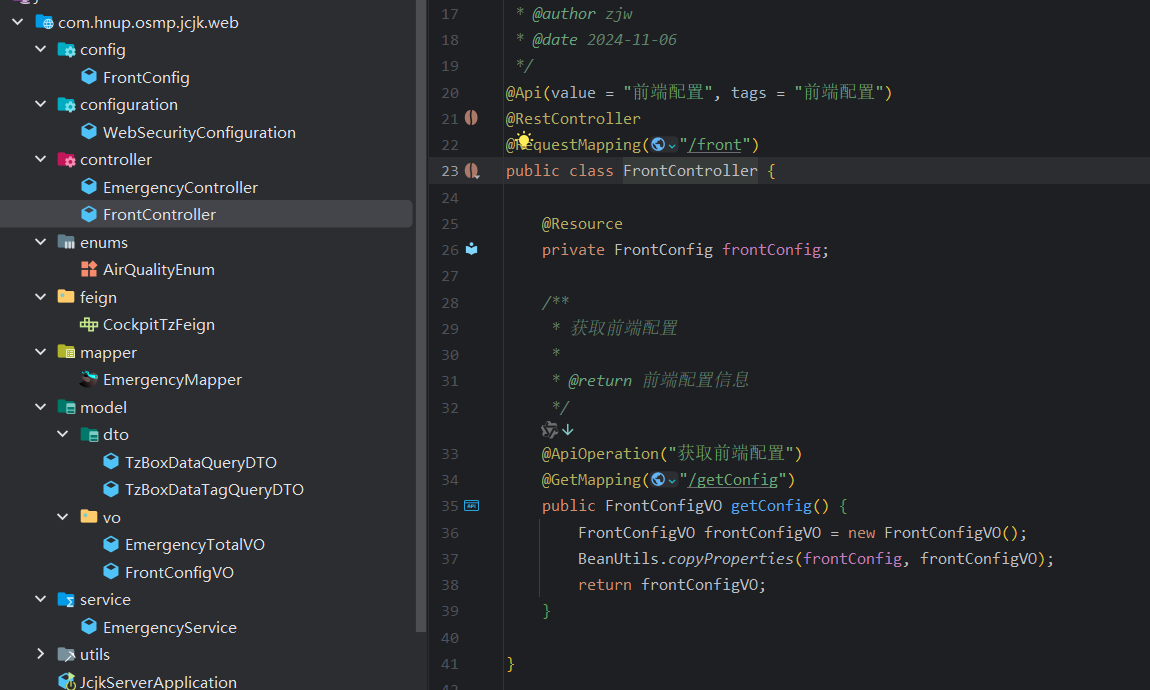 com.hnup.osmp.jcjk.web
config
FrontConfig
configuration
WebSecurityConfiguration
controller
EmergencyController
FrontController
enums
AirQualityEnum
feign
CockpitTzFeign
mapper
EmergencyMapper
model
dto
TzBoxDataQueryDTO
TzBoxDataTagQueryDTO
vo
EmergencyTotalVO
FrontConfigVO
service
EmergencyService
utils
JcjkServerApplication
17 * @author zjw
18 * @date 2024-11-06
19 */
20 @Api(value = "前端配置", tags = "前端配置")
21 @RestController
22 @RequestMapping("/front")
23 public class FrontController {
24
25 @Resource
26 private FrontConfig frontConfig;
27
28 /**
29 * 获取前端配置
30 *
31 * @return 前端配置信息
32 */
33 @ApiOperation("获取前端配置")
34 @GetMapping("/getConfig")
35 public FrontConfigVO getConfig() {
36 FrontConfigVO frontConfigVO = new FrontConfigVO();
37 BeanUtils.copyProperties(frontConfig, frontConfigVO);
38 return frontConfigVO;
39 }
40
41 }